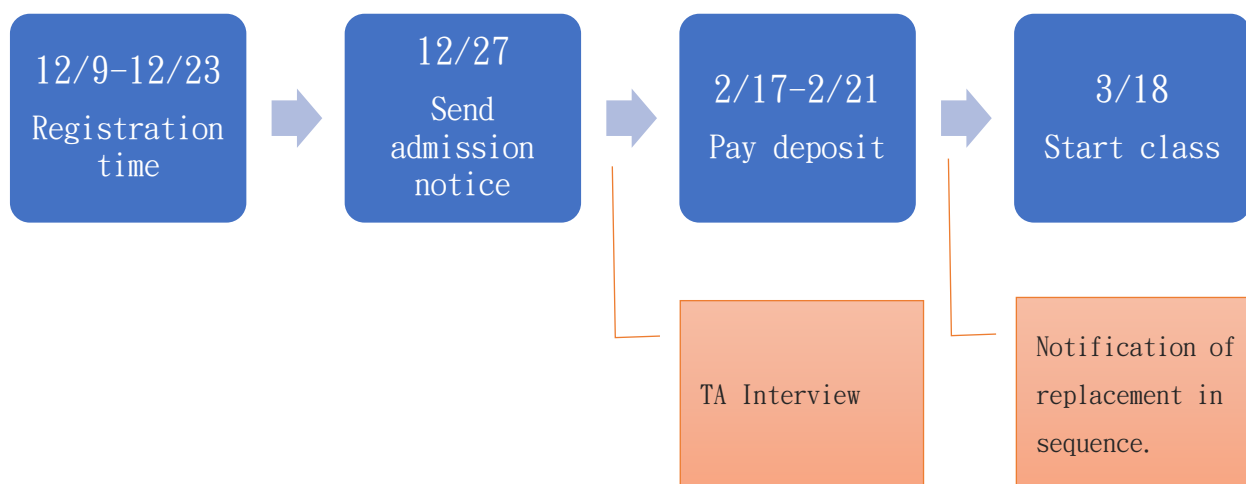 12/9-12/23
Registration
time
12/27
Send
admission
notice
2/17-2/21
Pay deposit
3/18
Start class
TA Interview
Notification of
replacement in
sequence.